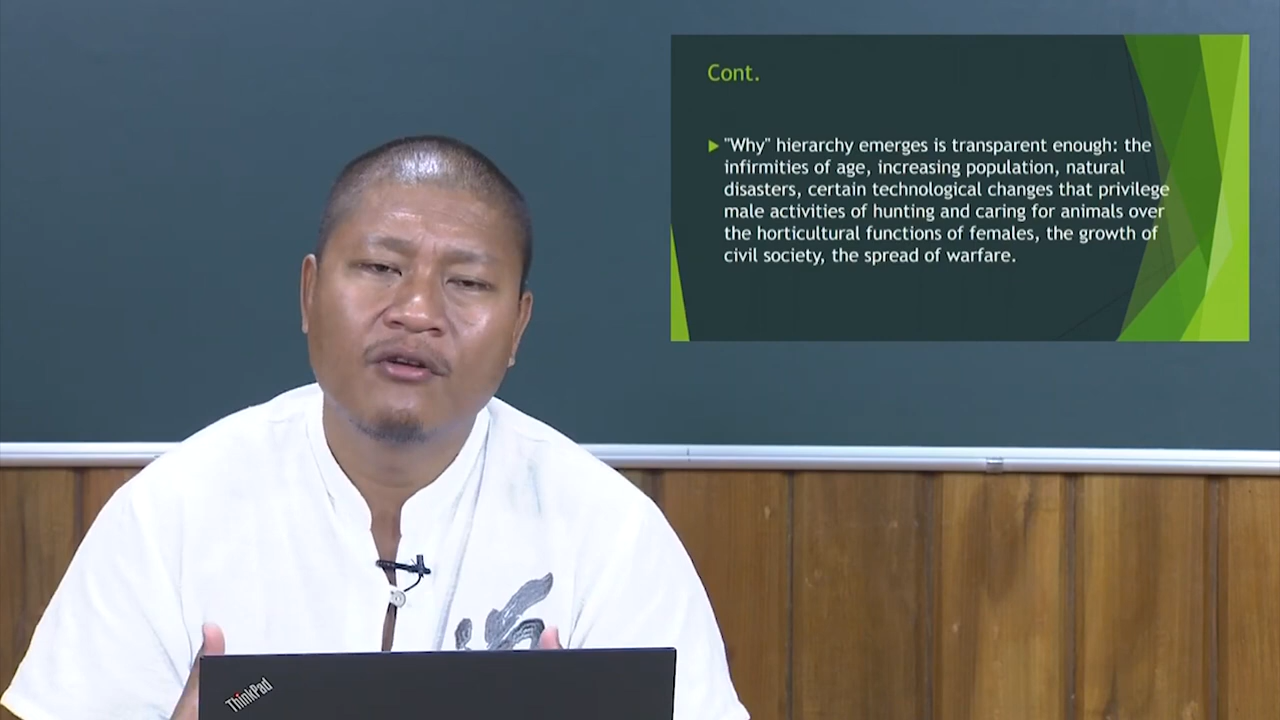 Cont.
"Why" hierarchy emerges is transparent enough: the
infirmities of age, increasing population, natural
disasters, certain technological changes that privilege
male activities of hunting and caring for animals over
the horticultural functions of females, the growth of
civil society, the spread of warfare.
ThinkPad